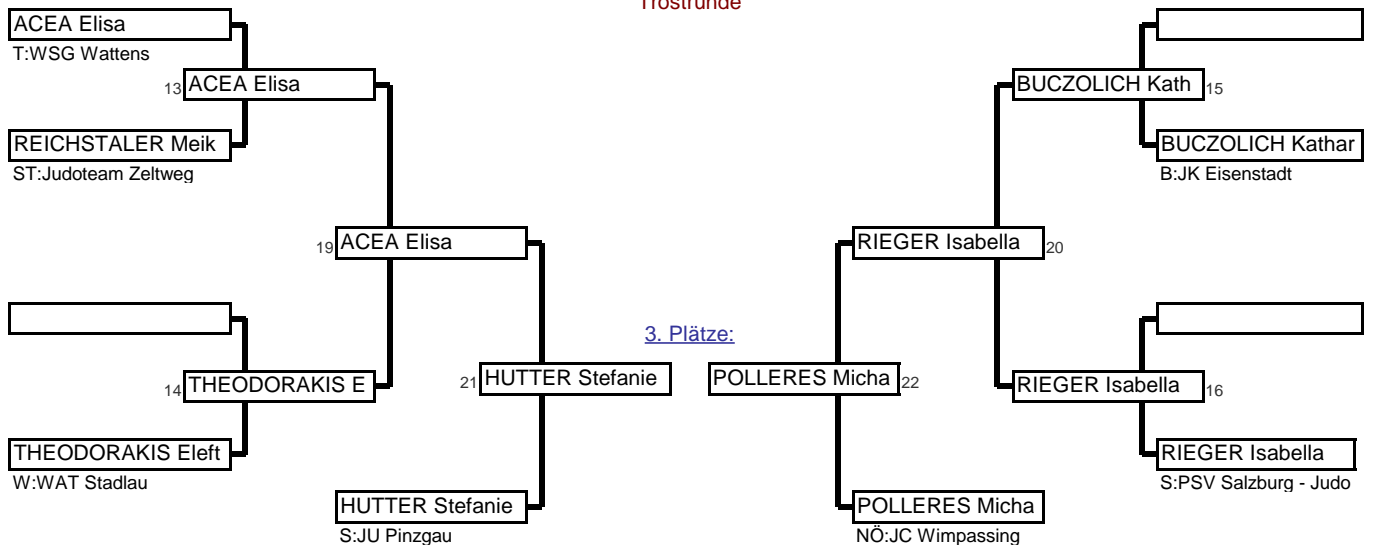 Trostrunde
ACEA Elisa
T:WSG Wattens
13 ACEA Elisa
REICHSTALER Meik
ST:Judoteam Zeltweg
19 ACEA Elisa
14 THEODORAKIS E
THEODORAKIS Eleft
W:WAT Stadlau
21 HUTTER Stefanie
HUTTER Stefanie
S:JU Pinzgau
3. Plätze:
BUCZOLICH Kath 15
BUCZOLICH Kathar
B:JK Eisenstadt
RIEGER Isabella 20
POLLERES Micha 22
RIEGER Isabella 16
RIEGER Isabella
S:PSV Salzburg - Judo
POLLERES Micha
NÖ:JC Wimpassing